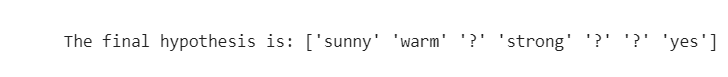 The final hypothesis is: ['sunny' 'warm' '?' 'strong' '?' '?' 'yes']